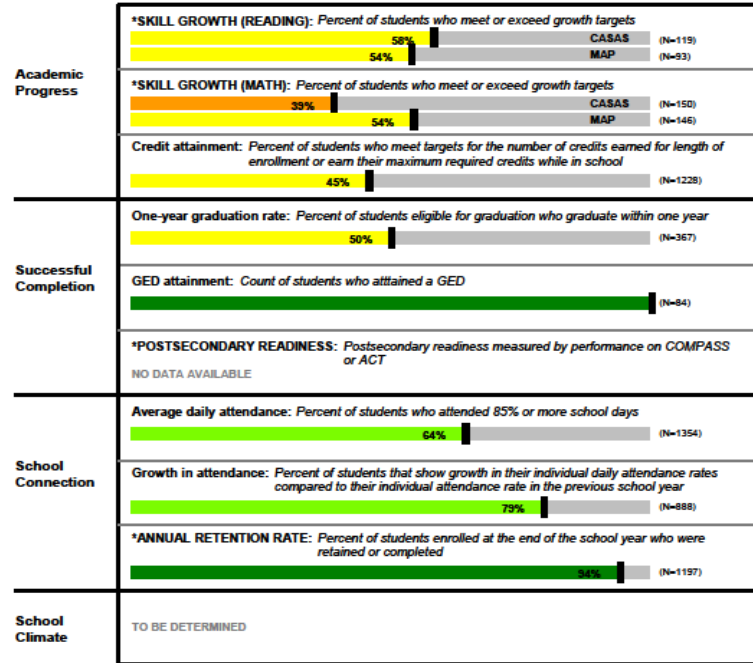 *SKILL GROWTH (READING): Percent of students who meet or exceed growth targets
58% CASAS (N=119)
54% MAP (N=93)
Academic
Progress
*SKILL GROWTH (MATH): Percent of students who meet or exceed growth targets
39% CASAS (N=150)
54% MAP (N=146)
Credit attainment: Percent of students who meet targets for the number of credits earned for length of
enrollment or earn their maximum required credits while in school
45% (N=1228)
One-year graduation rate: Percent of students eligible for graduation who graduate within one year
50% (N=367)
Successful
Completion
GED attainment: Count of students who atttained a GED
(N=84)
*POSTSECONDARY READINESS: Postsecondary readiness measured by performance on COMPASS
or ACT
NO DATA AVAILABLE
Average daily attendance: Percent of students who attended 85% or more school days
64% (N=1354)
School
Connection
Growth in attendance: Percent of students that show growth in their individual daily attendance rates
compared to their individual attendance rate in the previous school year
79% (N=888)
*ANNUAL RETENTION RATE: Percent of students enrolled at the end of the school year who were
retained or completed
(N=1197)
School
Climate
TO BE DETERMINED